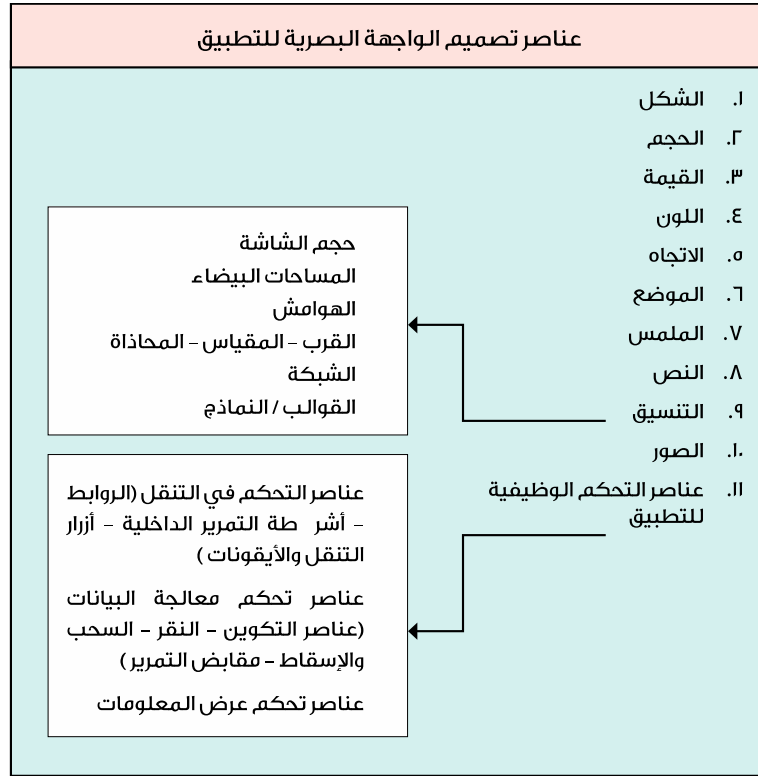 عناصر تصميم الواجهة البصرية للتطبيق
١. الشكل
٢. الحجم
٣. القيمة
٤. اللون
٥. الاتجاه
٦. الموضع
٧. الملمس
٨. النص
٩. التنسيق
١٠. الصور
١١. عناصر التحكم الوظيفية
للتطبيق
حجم الشاشة
المساحات البيضاء
الهوامش
القرب – المقياس – المحاذاة
الشبكة
القوالب / النماذج
عناصر التحكم في التنقل (الروابط
– أشر طة التمرير الداخلية – أزرار
التنقل والأيقونات )
عناصر تحكم معالجة البيانات
(عناصر التكوين – النقر – السحب
والإسقاط – مقابض التمرير )
عناصر تحكم عرض المعلومات